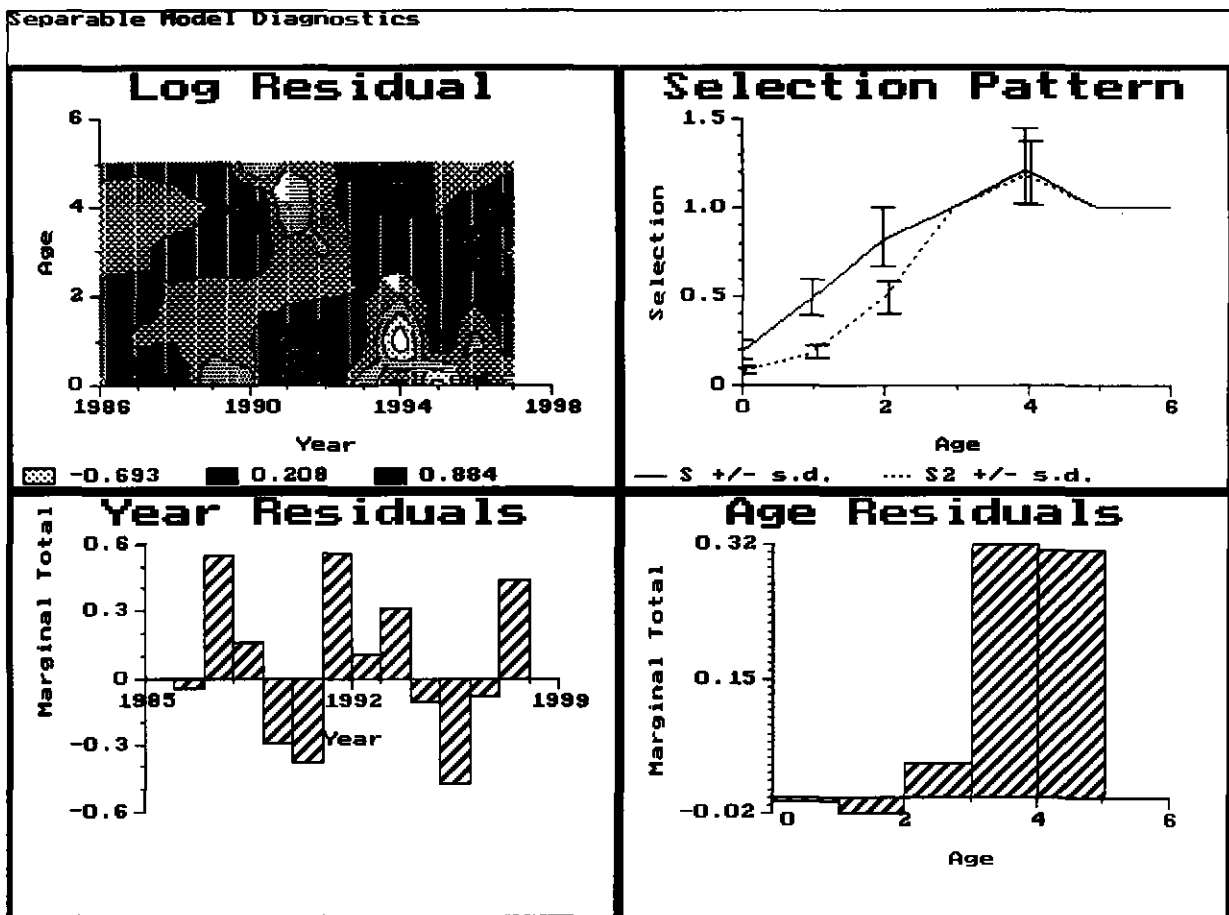 Separable Model Diagnostics
Log Residual
6
4
2
0
Age
1986
1990
1994
1998
Year
-0.693
0.208
0.884
Selection Pattern
1.5
1.0
0.5
0
Selection
0
2
4
6
Age
S +/- s.d.
S2 +/- s.d.
Year Residuals
0.6
0.3
0
-0.3
-0.6
Marginal Total
1985
1992
1999
Year
Age Residuals
0.32
0.15
-0.02
Marginal Total
0
2
4
6
Age